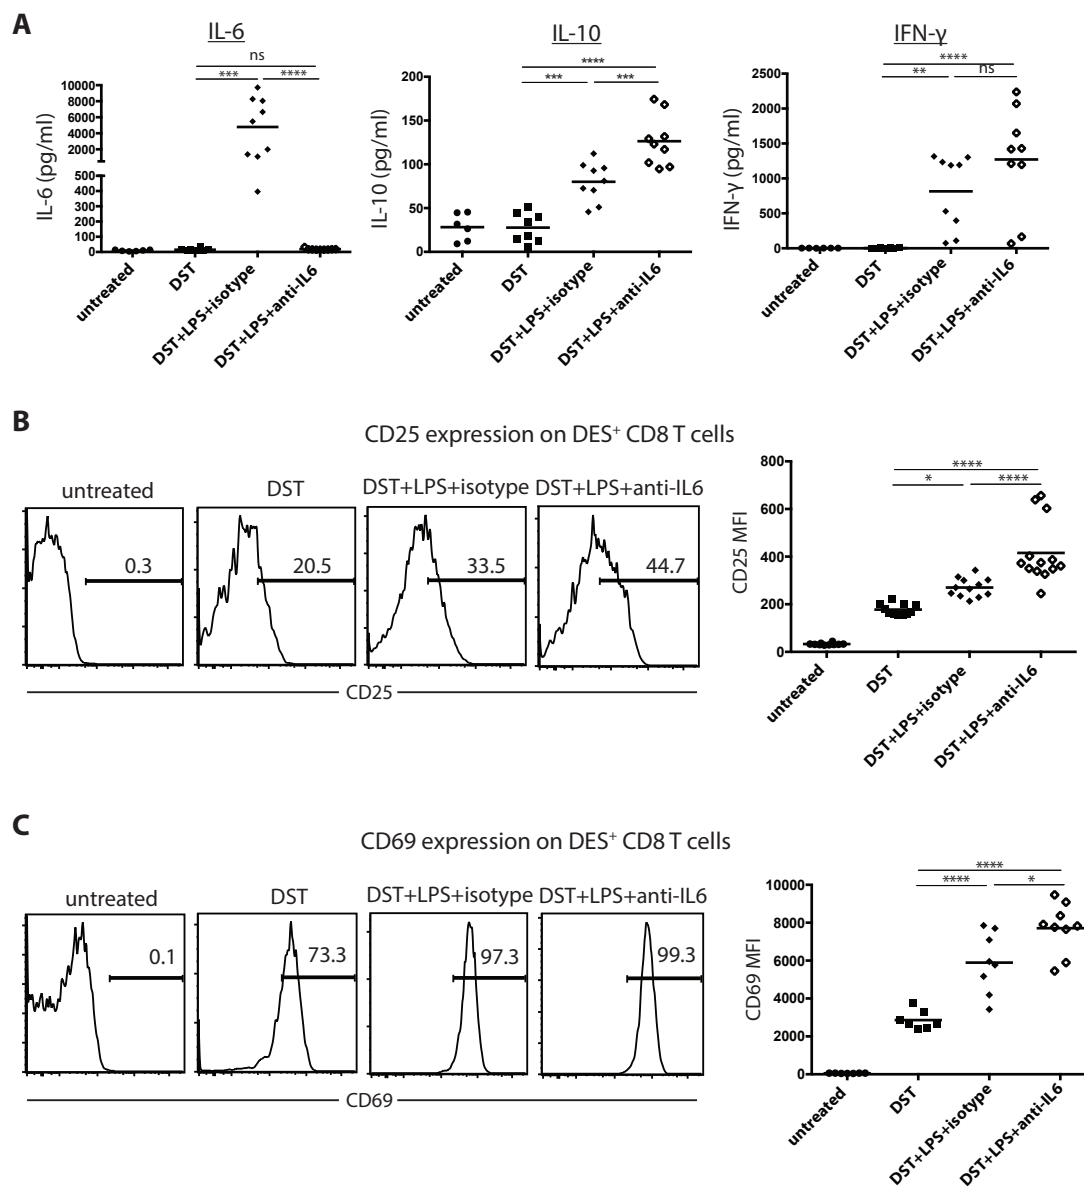 A
IL-6
IL-10
IFN-γ
ns
*** ****
****
*** ***
****
** ns
IL-6 (pg/ml)
10000
8000
6000
4000
2000
500
400
300
200
100
0
untreated
DST
DST+LPS+isotype
DST+LPS+anti-IL6
IL-10 (pg/ml)
200
150
100
50
0
untreated
DST
DST+LPS+isotype
DST+LPS+anti-IL6
IFN-γ (pg/ml)
2500
2000
1500
1000
500
0
untreated
DST
DST+LPS+isotype
DST+LPS+anti-IL6
B
CD25 expression on DES⁺ CD8 T cells
untreated
0.3
DST
20.5
DST+LPS+isotype
33.5
DST+LPS+anti-IL6
44.7
CD25
****
* ****
CD25 MFI
800
600
400
200
0
untreated
DST
DST+LPS+isotype
DST+LPS+anti-IL6
C
CD69 expression on DES⁺ CD8 T cells
untreated
0.1
DST
73.3
DST+LPS+isotype
97.3
DST+LPS+anti-IL6
99.3
CD69
****
**** *
CD69 MFI
10000
8000
6000
4000
2000
0
untreated
DST
DST+LPS+isotype
DST+LPS+anti-IL6